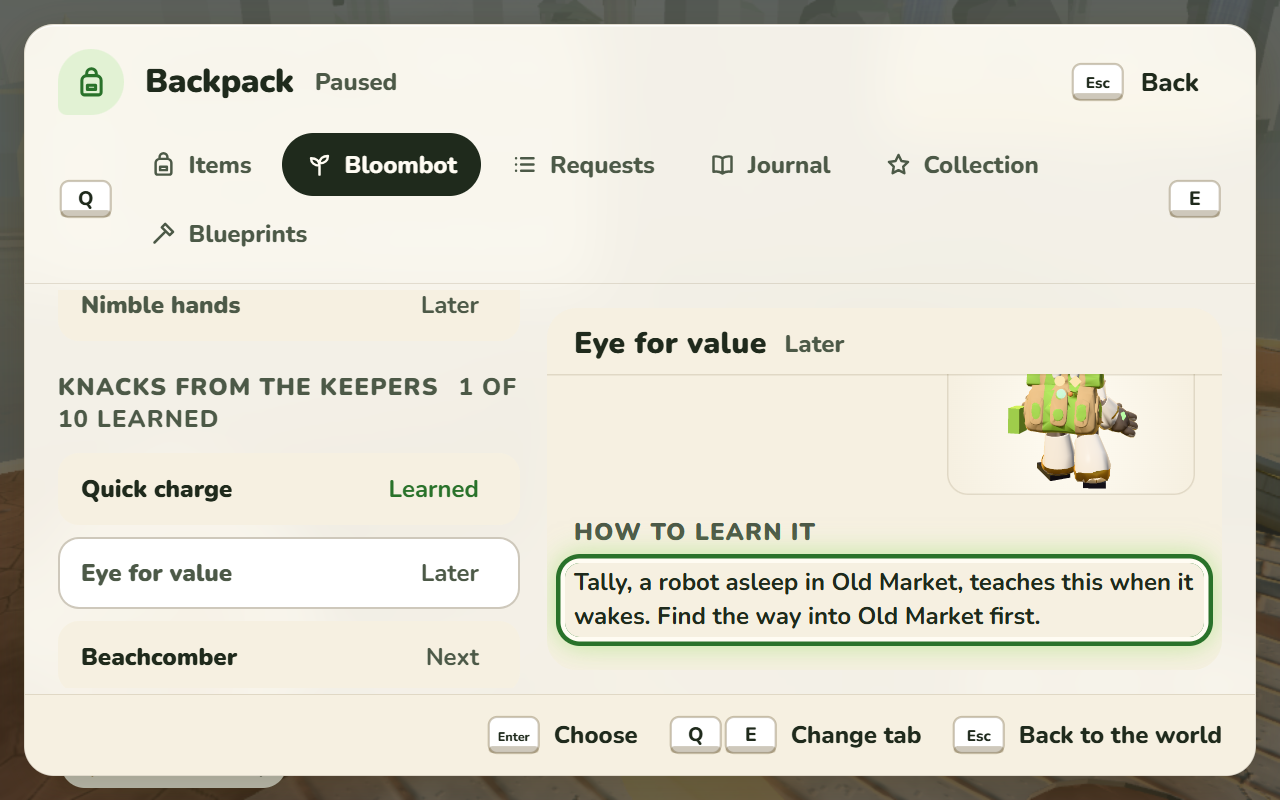 Backpack Paused
Esc Back
Items Bloombot Requests Journal Collection
Q E
Blueprints
Nimble hands Later
KNACKS FROM THE KEEPERS 1 OF
10 LEARNED
Quick charge Learned
Eye for value Later
Beachcomber Next
Eye for value Later
HOW TO LEARN IT
Tally, a robot asleep in Old Market, teaches this when it
wakes. Find the way into Old Market first.
Enter Choose Q E Change tab Esc Back to the world